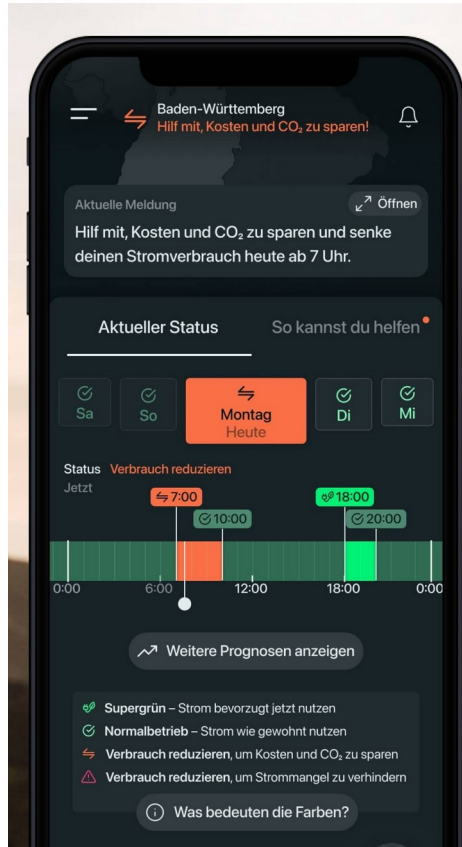 Baden-Württemberg
Hilf mit, Kosten und CO₂ zu sparen!
Aktuelle Meldung
Öffnen
Hilf mit, Kosten und CO₂ zu sparen und senke
deinen Stromverbrauch heute ab 7 Uhr.
Aktueller Status
So kannst du helfen
Sa
So
Montag
Heute
Di
Mi
Status Verbrauch reduzieren
Jetzt
7:00
18:00
10:00
20:00
0:00 6:00 12:00 18:00 0:00
Weitere Prognosen anzeigen
Supergrün – Strom bevorzugt jetzt nutzen
Normalbetrieb – Strom wie gewohnt nutzen
Verbrauch reduzieren, um Kosten und CO₂ zu sparen
Verbrauch reduzieren, um Strommangel zu verhindern
Was bedeuten die Farben?